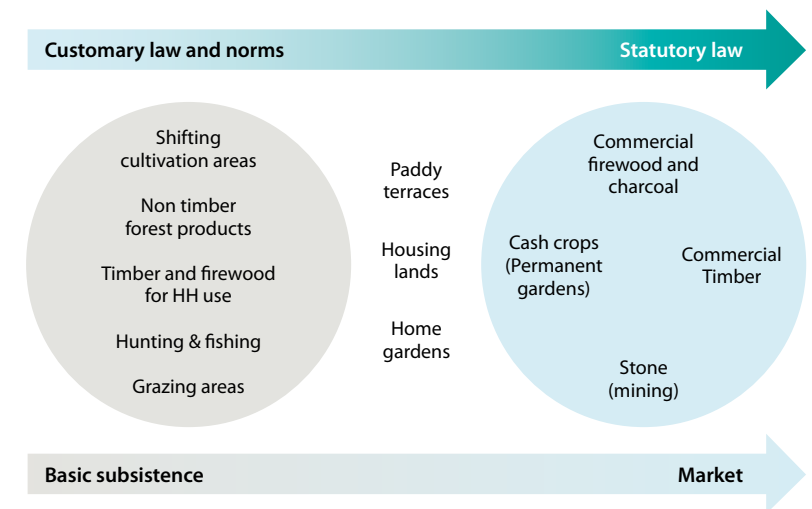 Customary law and norms
Statutory law
Shifting
cultivation areas
Non timber
forest products
Timber and firewood
for HH use
Hunting & fishing
Grazing areas
Paddy
terraces
Housing
lands
Home
gardens
Commercial
firewood and
charcoal
Cash crops
(Permanent
gardens)
Commercial
Timber
Stone
(mining)
Basic subsistence
Market